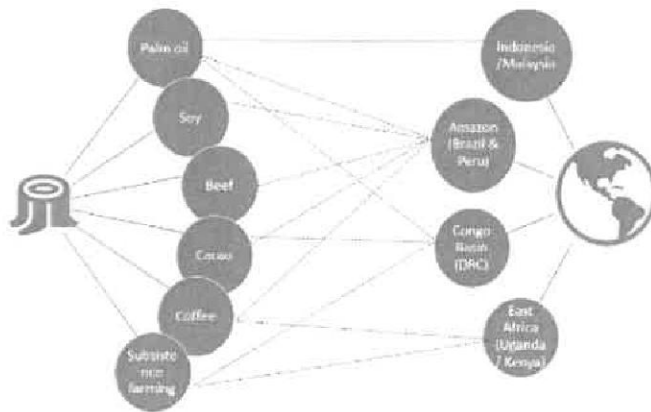 Palm oil
Soy
Beef
Cacao
Coffee
Subsiste
nce
farming
Indonesia
/Malaysia
Amazon
(Brazil &
Peru)
Congo
Basin
(DRC)
East
Africa
(Uganda
/ Kenya)